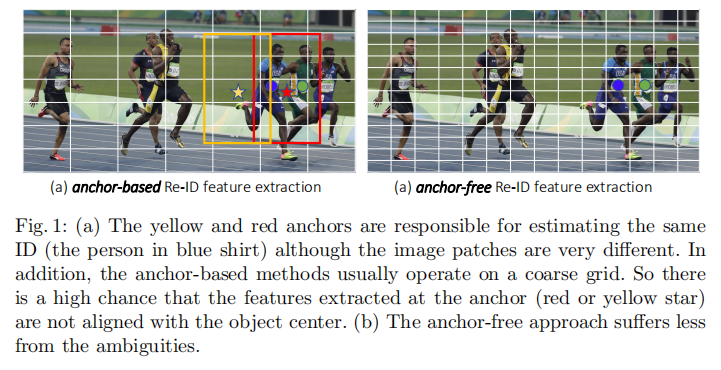 (a) anchor-based Re-ID feature extraction
(a) anchor-free Re-ID feature extraction
Fig. 1: (a) The yellow and red anchors are responsible for estimating the same
ID (the person in blue shirt) although the image patches are very different. In
addition, the anchor-based methods usually operate on a coarse grid. So there
is a high chance that the features extracted at the anchor (red or yellow star)
are not aligned with the object center. (b) The anchor-free approach suffers less
from the ambiguities.